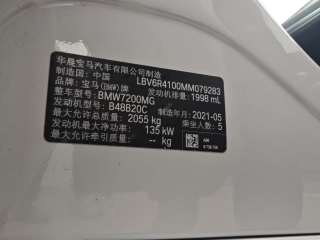 华晨宝马汽车有限公司制造
制造国：中国 LBV6R4100MM079283
品牌：宝马(BMW)牌 发动机排量：1998 mL
整车型号：BMW7200MG
发动机型号：B48B20C 制造年月：2021-05
最大允许总质量：2055 kg 乘坐人数：5
发动机最大净功率：135 kW
最大允许牵引质量：-- kg